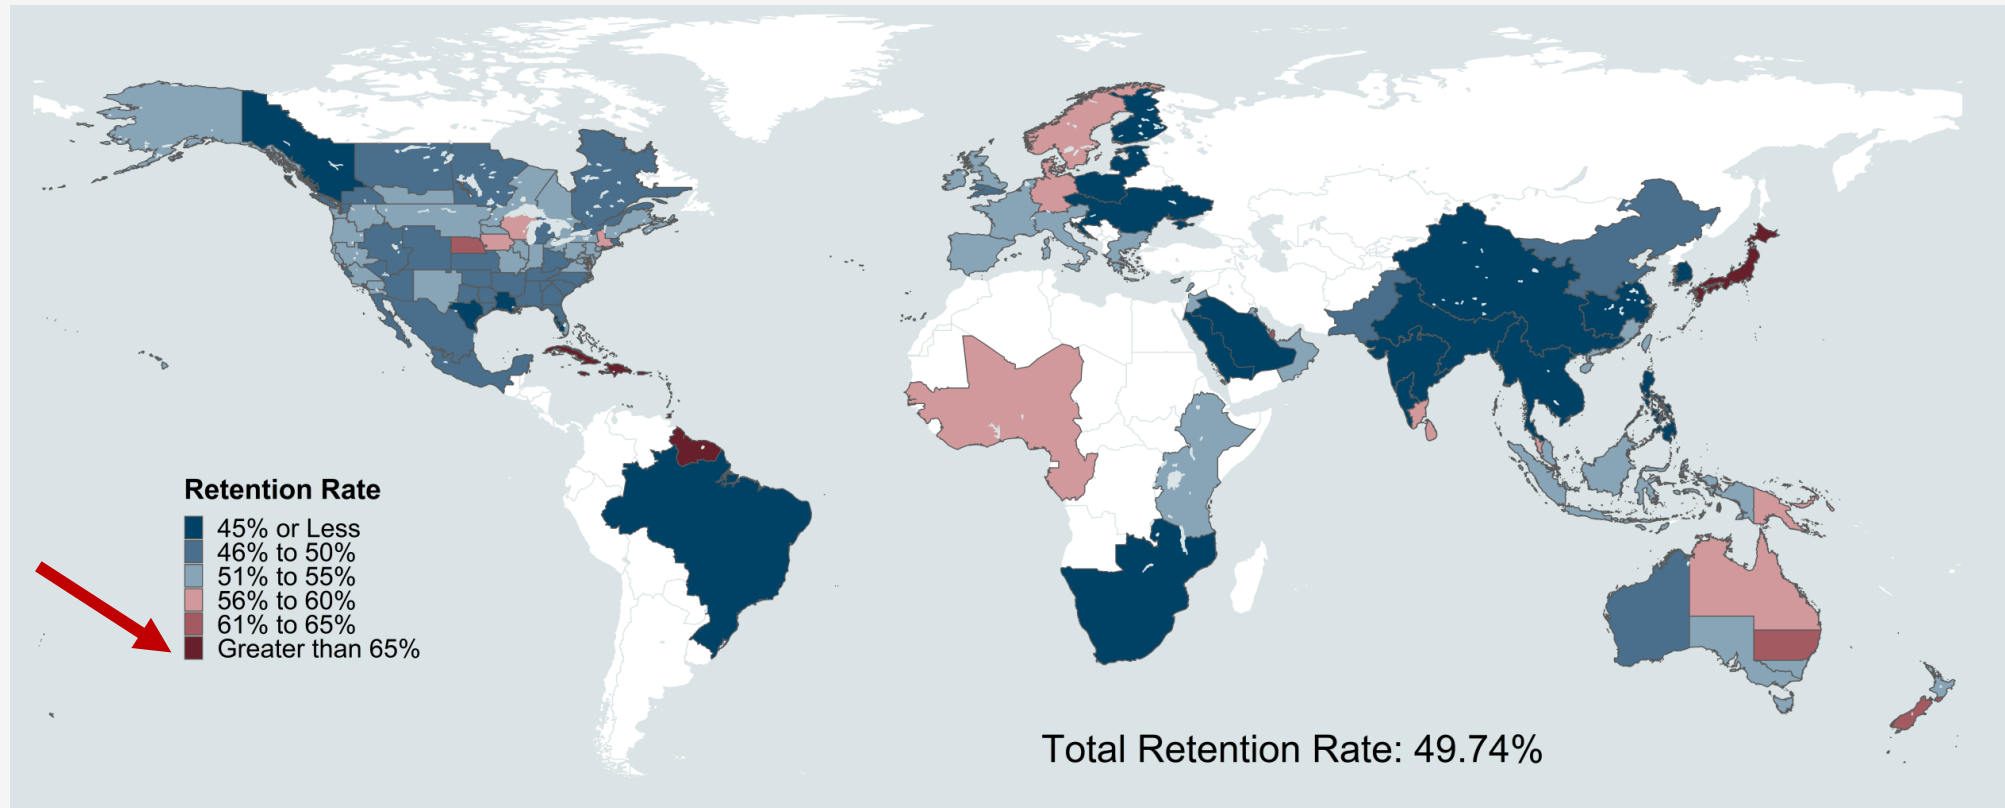 Retention Rate
45% or Less
46% to 50%
51% to 55%
56% to 60%
61% to 65%
Greater than 65%
Total Retention Rate: 49.74%